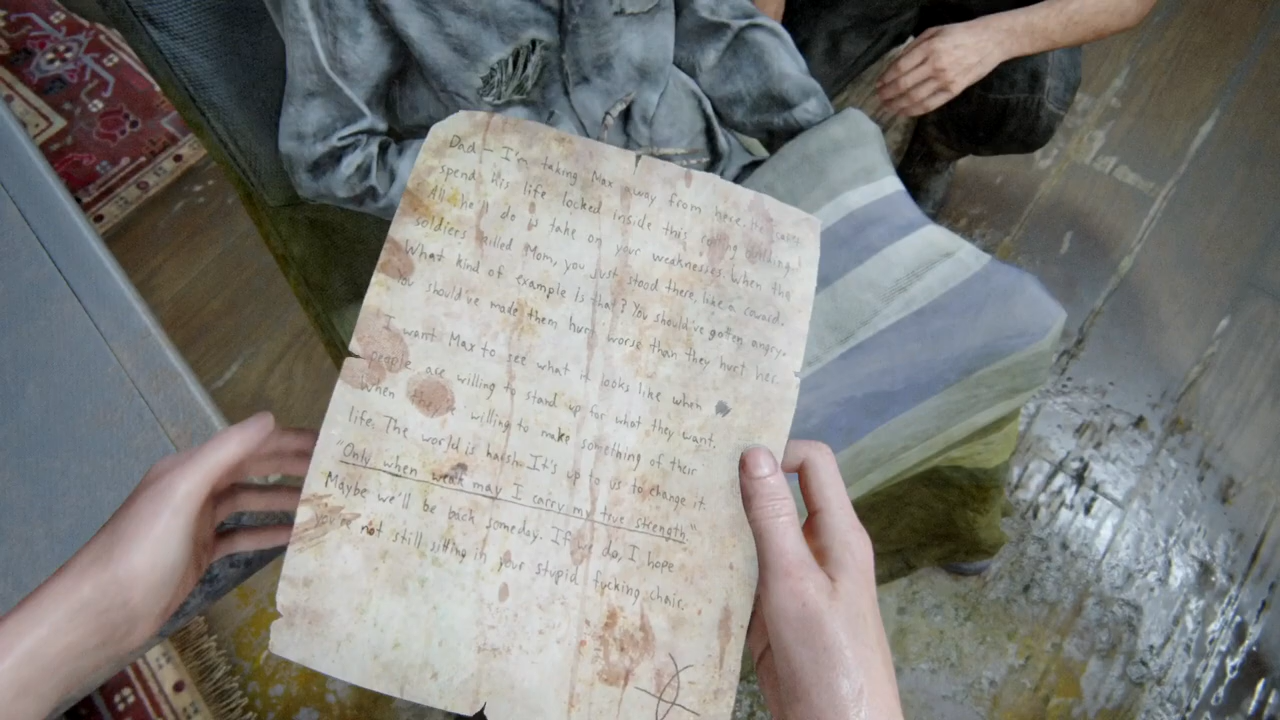 Dad – I'm taking Max away from here. He can't
spend his life locked inside this rotting building!
All he'll do is take on your weaknesses. When the
soldiers killed Mom, you just stood there, like a coward.
What kind of example is that? You should've gotten angry.
You should've made them hurt worse than they hurt her.
I want Max to see what it looks like when
people are willing to stand up for what they want.
When they're willing to make something of their
life. The world is harsh. It's up to us to change it.
"Only when weak may I carry my true strength."
Maybe we'll be back someday. If we do, I hope
you're not still sitting in your stupid fucking chair.